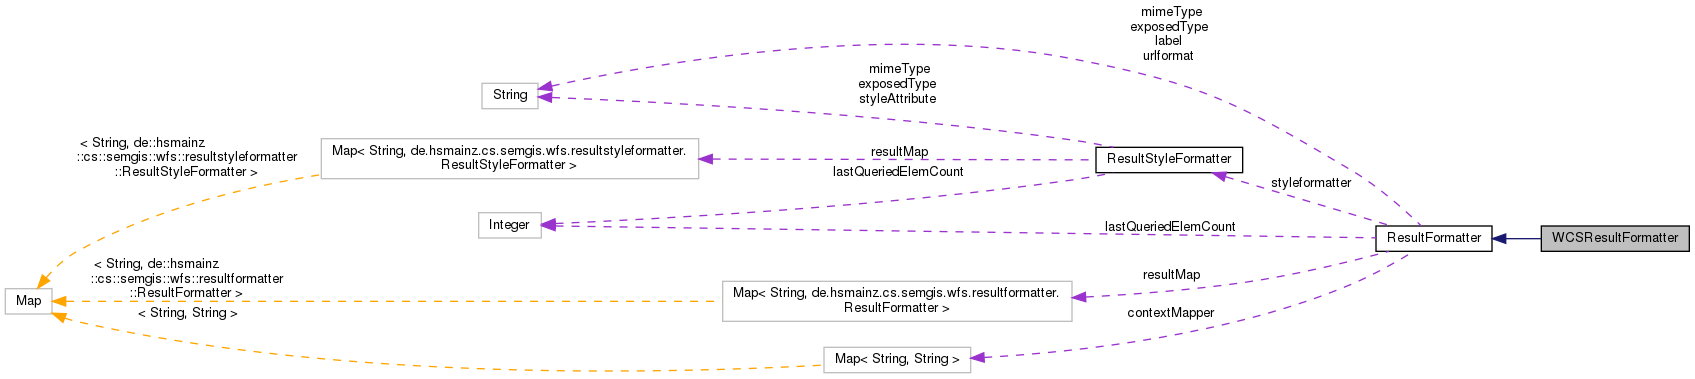 mimeType
exposedType
label
urlformat
mimeType
exposedType
styleAttribute
String
< String, de::hsmainz
::cs::semgis::wfs::resultstyleformatter
::ResultStyleFormatter >
Map< String, de.hsmainz.cs.semgis.wfs.resultstyleformatter.
ResultStyleFormatter >
resultMap
ResultStyleFormatter
lastQueriedElemCount
styleformatter
Integer
lastQueriedElemCount
ResultFormatter
WCSResultFormatter
< String, de::hsmainz
::cs::semgis::wfs::resultformatter
::ResultFormatter >
resultMap
Map
Map< String, de.hsmainz.cs.semgis.wfs.resultformatter.
ResultFormatter >
< String, String >
contextMapper
Map< String, String >